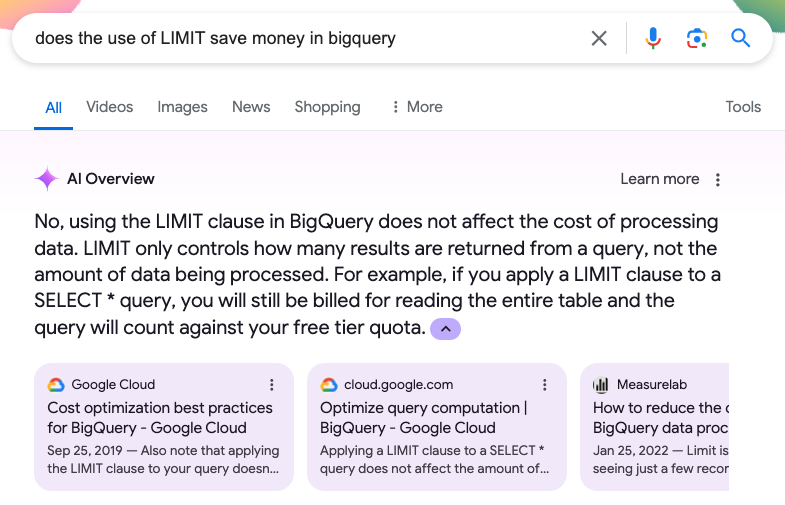 does the use of LIMIT save money in bigquery
All Videos Images News Shopping More Tools
AI Overview Learn more
No, using the LIMIT clause in BigQuery does not affect the cost of processing
data. LIMIT only controls how many results are returned from a query, not the
amount of data being processed. For example, if you apply a LIMIT clause to a
SELECT * query, you will still be billed for reading the entire table and the
query will count against your free tier quota.
Google Cloud
Cost optimization best practices
for BigQuery - Google Cloud
Sep 25, 2019 — Also note that applying
the LIMIT clause to your query doesn...
cloud.google.com
Optimize query computation |
BigQuery - Google Cloud
Applying a LIMIT clause to a SELECT *
query does not affect the amount of...
Measurelab
How to reduce the
BigQuery data
Jan 25, 2022 — Limit is
seeing just a few